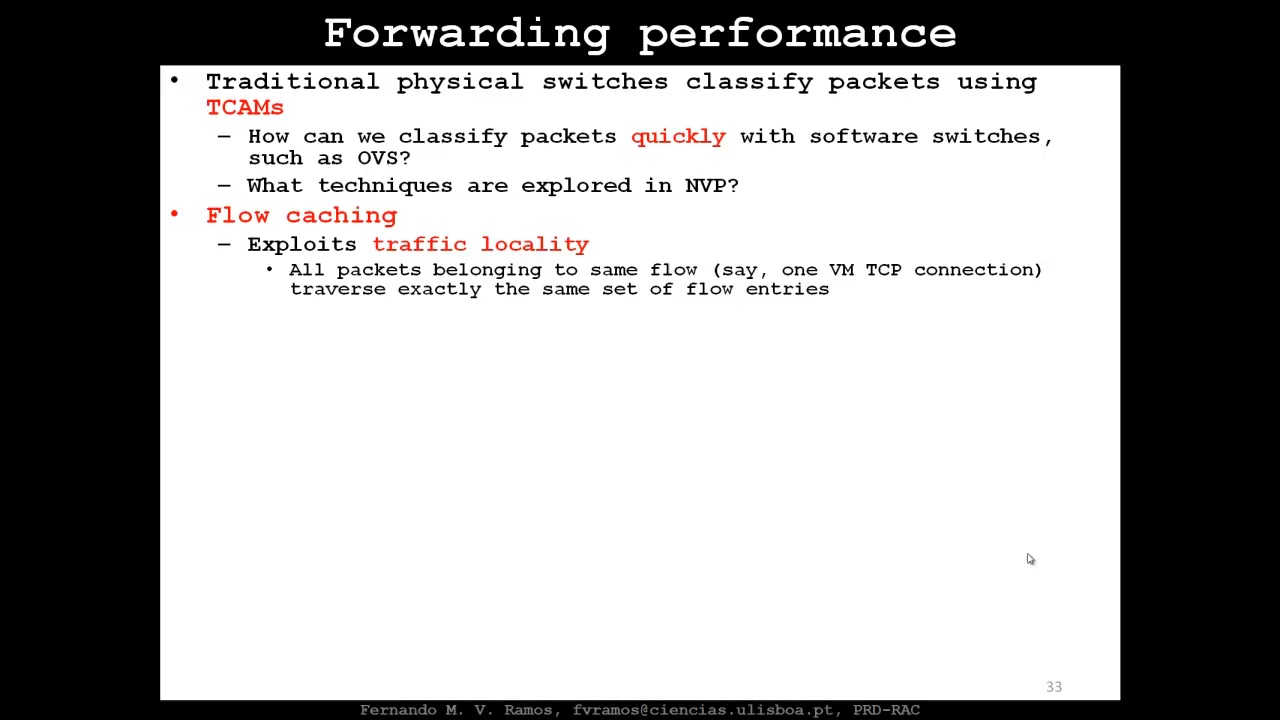 Forwarding performance
• Traditional physical switches classify packets using
TCAMs
– How can we classify packets quickly with software switches,
such as OVS?
– What techniques are explored in NVP?
• Flow caching
– Exploits traffic locality
• All packets belonging to same flow (say, one VM TCP connection)
traverse exactly the same set of flow entries
33
Fernando M. V. Ramos, fvramos@ciencias.ulisboa.pt, PRD-RAC